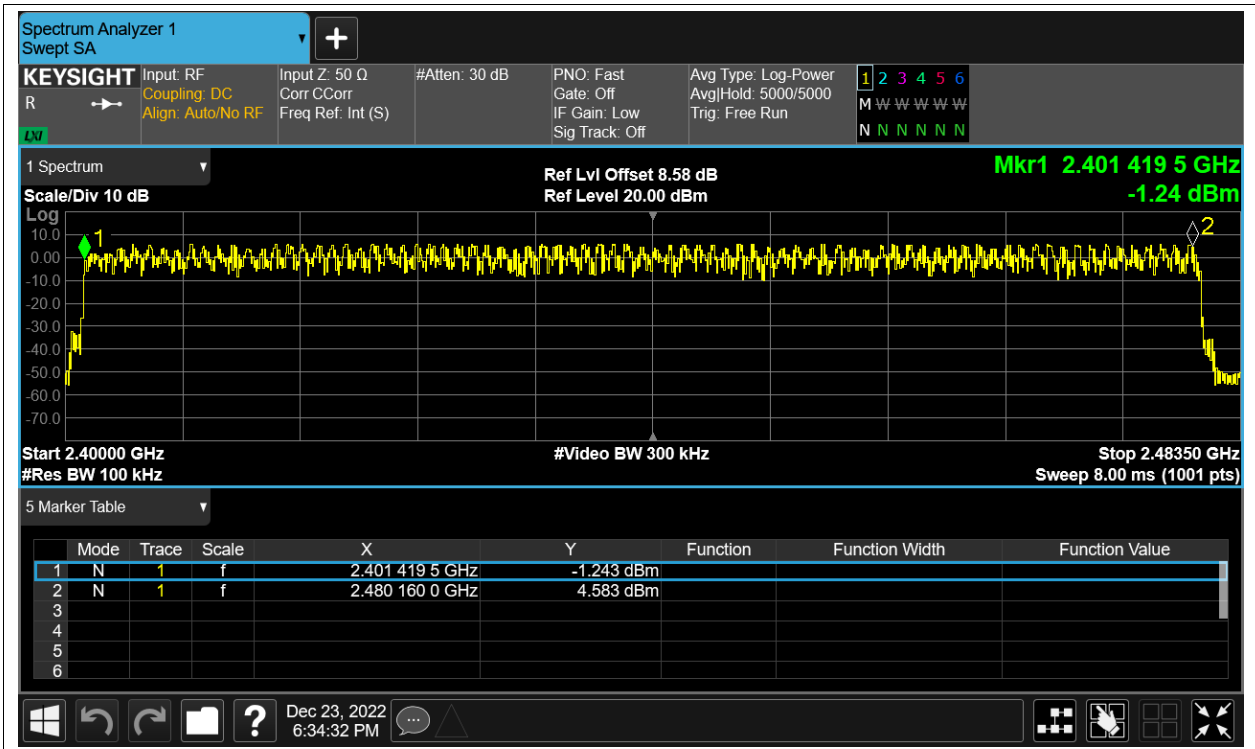 Spectrum Analyzer 1
Swept SA
KEYSIGHT
R
LXI
Input: RF
Coupling: DC
Align: Auto/No RF
Input Z: 50 Ω
Corr CCorr
Freq Ref: Int (S)
#Atten: 30 dB
PNO: Fast
Gate: Off
IF Gain: Low
Sig Track: Off
Avg Type: Log-Power
Avg|Hold: 5000/5000
Trig: Free Run
1 2 3 4 5 6
M W W W W W
N N N N N N
1 Spectrum
Scale/Div 10 dB
Ref Lvl Offset 8.58 dB
Ref Level 20.00 dBm
Mkr1 2.401 419 5 GHz
-1.24 dBm
Log
10.0
0.00
-10.0
-20.0
-30.0
-40.0
-50.0
-60.0
-70.0
1
2
Start 2.40000 GHz
#Res BW 100 kHz
#Video BW 300 kHz
Stop 2.48350 GHz
Sweep 8.00 ms (1001 pts)
5 Marker Table
Mode Trace Scale X Y Function Function Width Function Value
1 N 1 f 2.401 419 5 GHz -1.243 dBm
2 N 1 f 2.480 160 0 GHz 4.583 dBm
3
4
5
6
?
Dec 23, 2022
6:34:32 PM